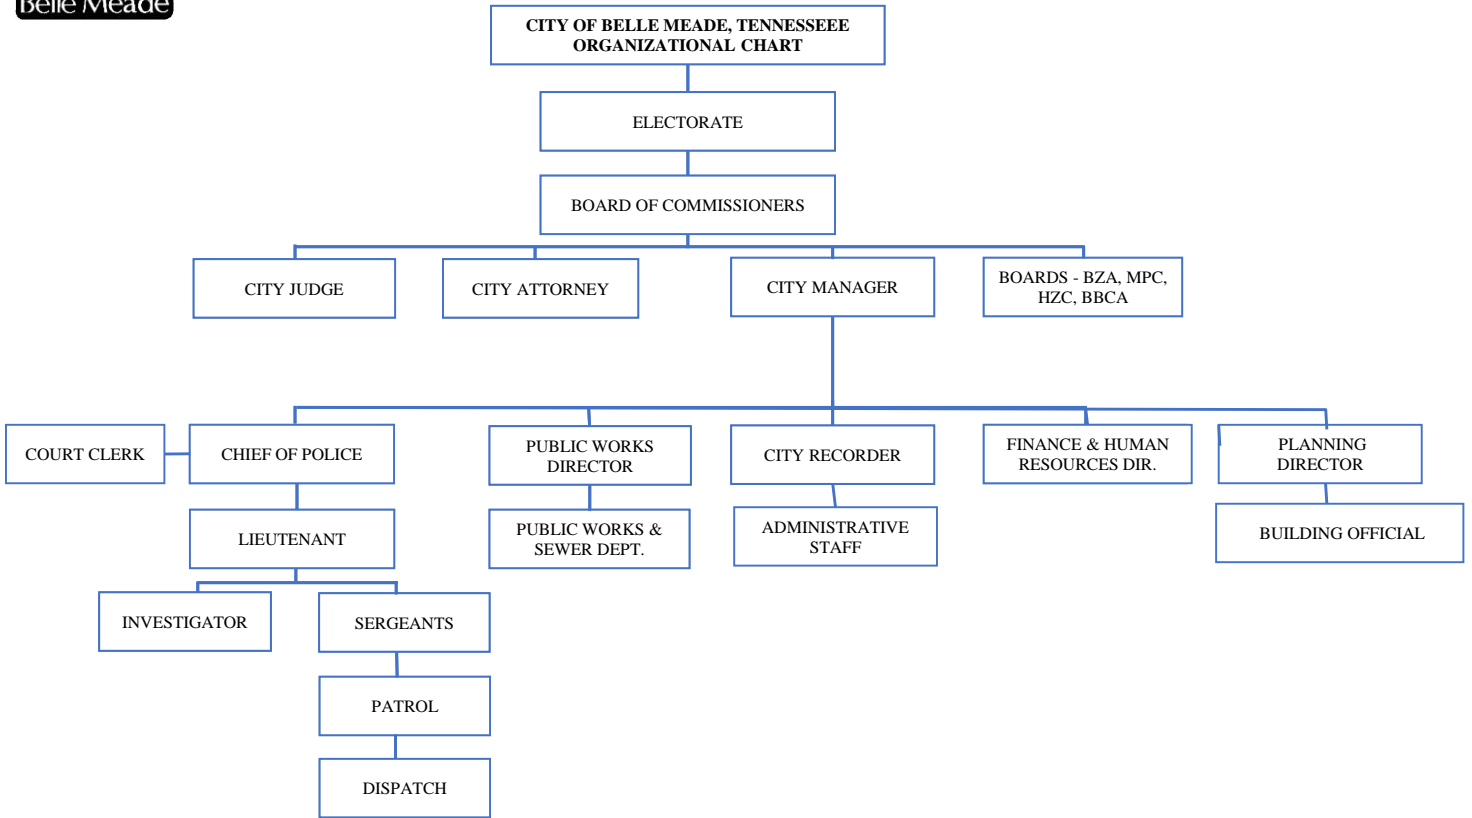 Belle Meade
CITY OF BELLE MEADE, TENNESSEEE
ORGANIZATIONAL CHART
ELECTORATE
BOARD OF COMMISSIONERS
CITY JUDGE
CITY ATTORNEY
CITY MANAGER
BOARDS - BZA, MPC,
HZC, BBCA
COURT CLERK
CHIEF OF POLICE
PUBLIC WORKS
DIRECTOR
CITY RECORDER
FINANCE & HUMAN
RESOURCES DIR.
PLANNING
DIRECTOR
LIEUTENANT
PUBLIC WORKS &
SEWER DEPT.
ADMINISTRATIVE
STAFF
BUILDING OFFICIAL
INVESTIGATOR
SERGEANTS
PATROL
DISPATCH